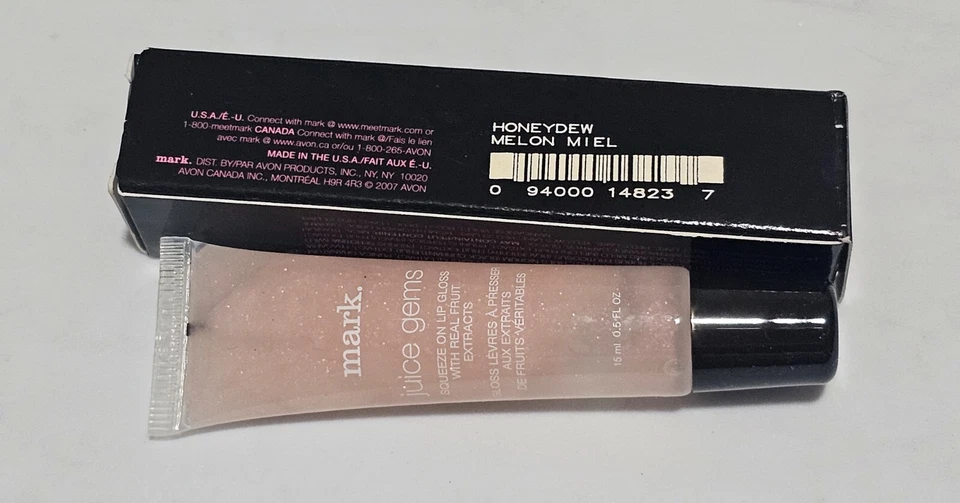 U.S.A./É.-U. Connect with mark @ www.meetmark.com or
1-800-meetmark CANADA Connect with mark @/Fais le lien
avec mark @ www.avon.ca or/ou 1-800-265-AVON
MADE IN THE U.S.A./FAIT AUX É.-U.
mark. DIST. BY/PAR AVON PRODUCTS, INC., NY, NY 10020
AVON CANADA INC., MONTRÉAL H9R 4R3 © 2007 AVON
HONEYDEW
MELON MIEL
0 94000 14823 7
mark.
juice gems
SQUEEZE ON LIP GLOSS
WITH REAL FRUIT
EXTRACTS
GLOSS LÈVRES À PRESSER
AUX EXTRAITS
DE FRUITS VÉRITABLES
15 ml 0.5 FL OZ.